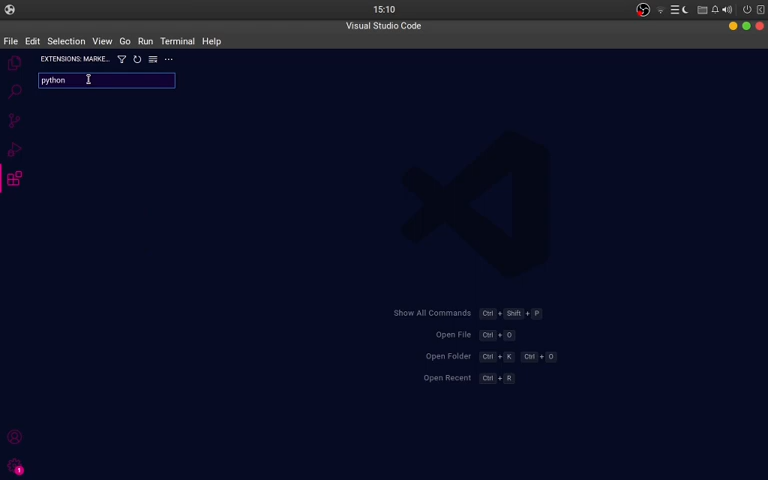 15:10
Visual Studio Code
File Edit Selection View Go Run Terminal Help
EXTENSIONS: MARKE...
python
Show All Commands Ctrl + Shift + P
Open File Ctrl + O
Open Folder Ctrl + K Ctrl + O
Open Recent Ctrl + R
1